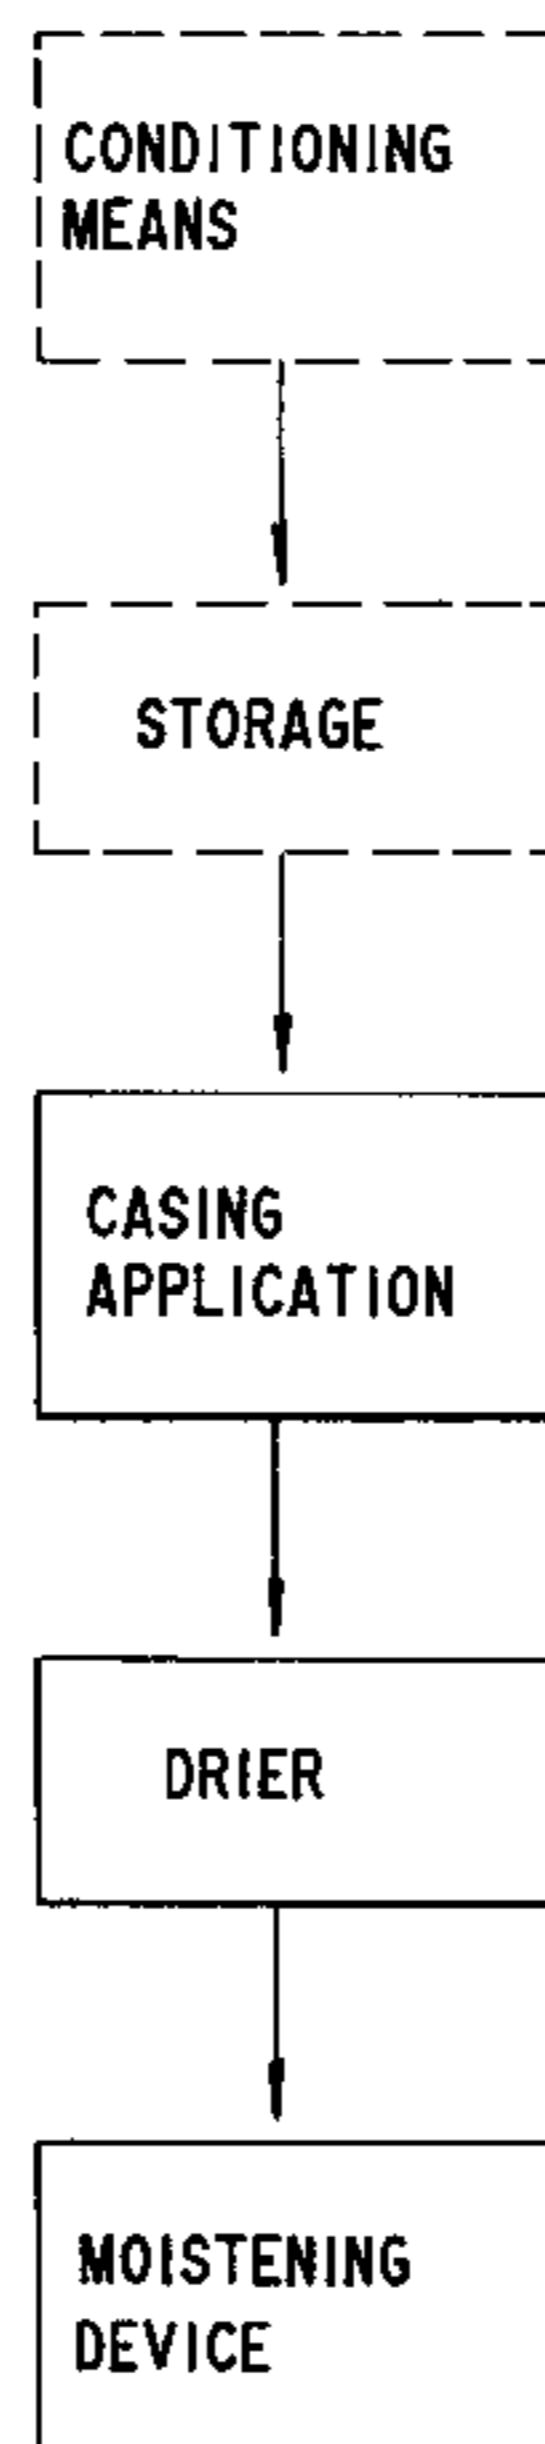 CONDITIONING
MEANS
STORAGE
CASING
APPLICATION
DRIER
MOISTENING
DEVICE